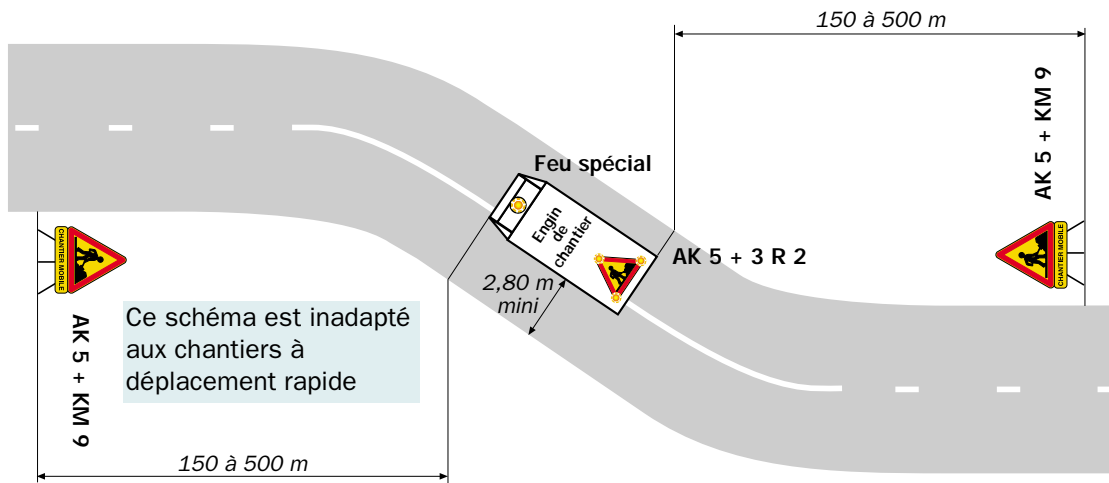 150 à 500 m
AK 5 + KM 9
CHANTIER MOBILE
Feu spécial
Engin
de
chantier
AK 5 + 3 R 2
2,80 m
mini
CHANTIER MOBILE
AK 5 + KM 9
Ce schéma est inadapté
aux chantiers à
déplacement rapide
150 à 500 m